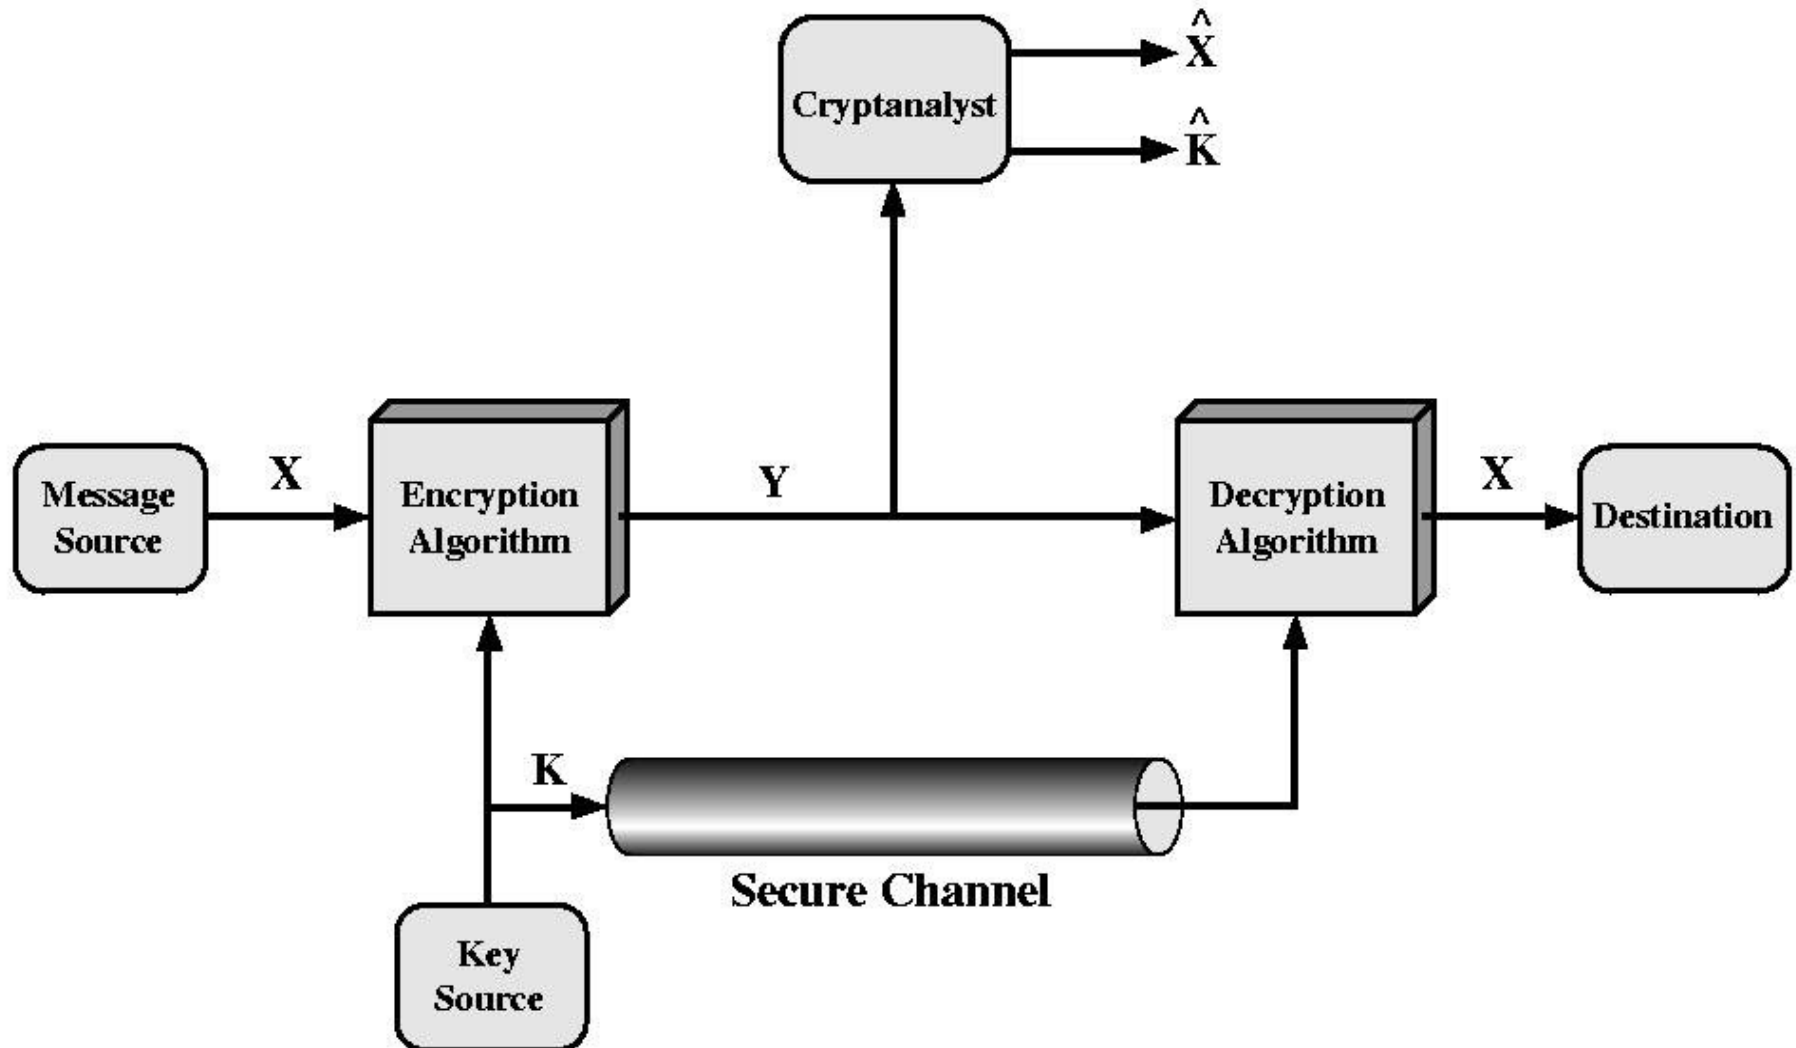 X̂
Cryptanalyst
K̂
X
Y
X
Message
Source
Encryption
Algorithm
Decryption
Algorithm
Destination
K
Secure Channel
Key
Source